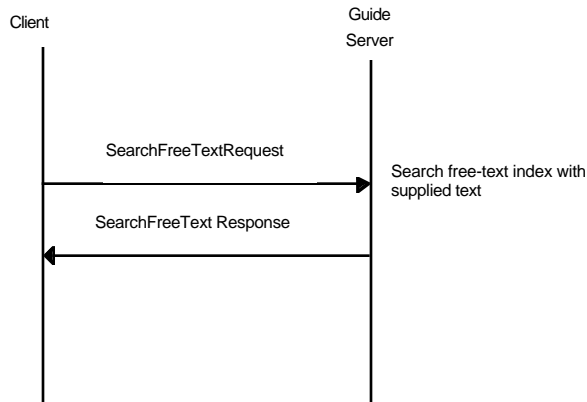 Client
Guide
Server
SearchFreeTextRequest
Search free-text index with
supplied text
SearchFreeText Response